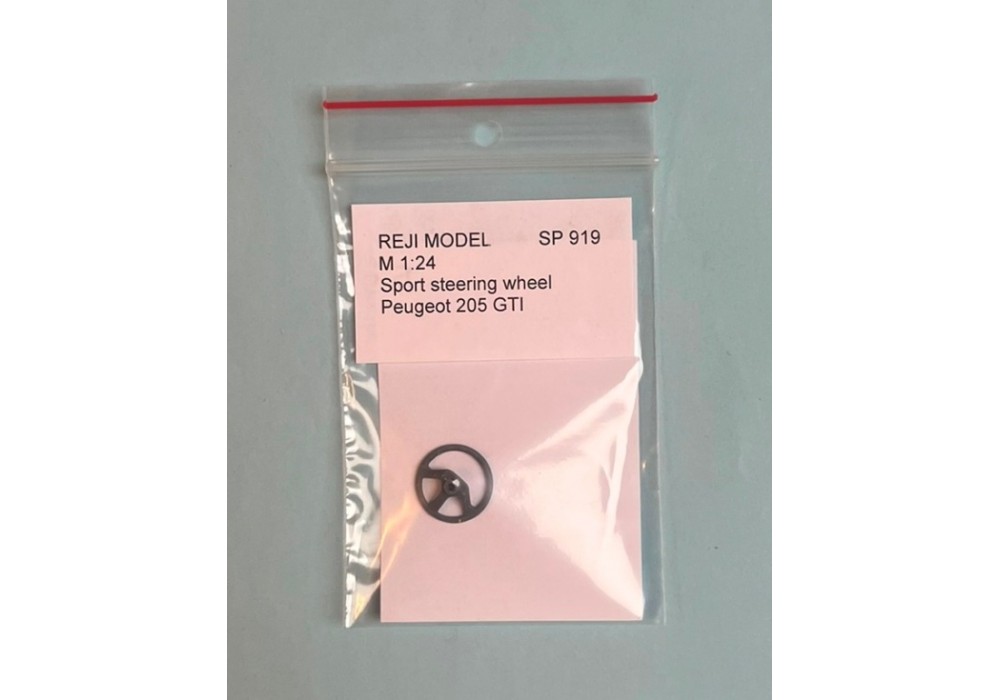 REJI MODEL SP 919
M 1:24
Sport steering wheel
Peugeot 205 GTI